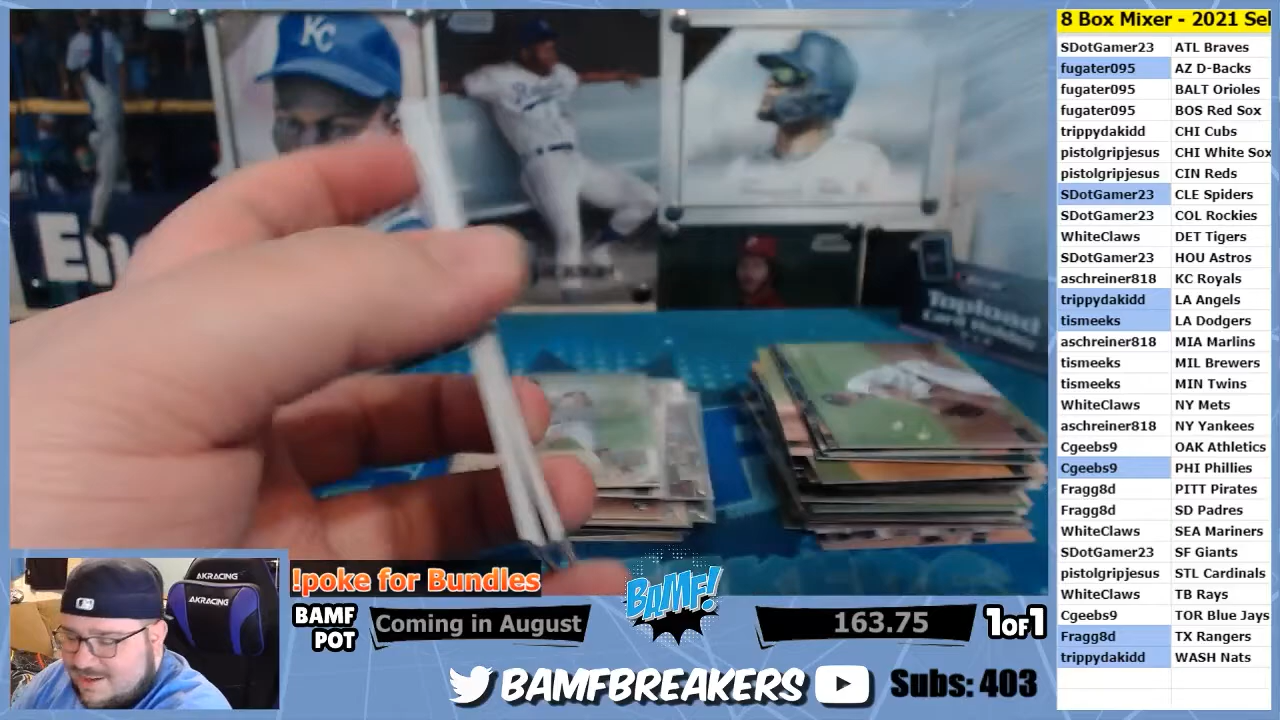 8 Box Mixer - 2021 Sel
SDotGamer23 ATL Braves
fugater095 AZ D-Backs
fugater095 BALT Orioles
fugater095 BOS Red Sox
trippydakidd CHI Cubs
pistolgripjesus CHI White Sox
pistolgripjesus CIN Reds
SDotGamer23 CLE Spiders
SDotGamer23 COL Rockies
WhiteClaws DET Tigers
SDotGamer23 HOU Astros
aschreiner818 KC Royals
trippydakidd LA Angels
tismeeks LA Dodgers
aschreiner818 MIA Marlins
tismeeks MIL Brewers
tismeeks MIN Twins
WhiteClaws NY Mets
aschreiner818 NY Yankees
Cgeebs9 OAK Athletics
Cgeebs9 PHI Phillies
Fragg8d PITT Pirates
Fragg8d SD Padres
WhiteClaws SEA Mariners
SDotGamer23 SF Giants
pistolgripjesus STL Cardinals
WhiteClaws TB Rays
Cgeebs9 TOR Blue Jays
Fragg8d TX Rangers
trippydakidd WASH Nats
KC
En
Topload
Card Holders
AKRACING
AKRACING
!poke for Bundles
BAMF
POT
Coming in August
BAMF!
163.75
1OF1
BAMFBREAKERS
Subs: 403